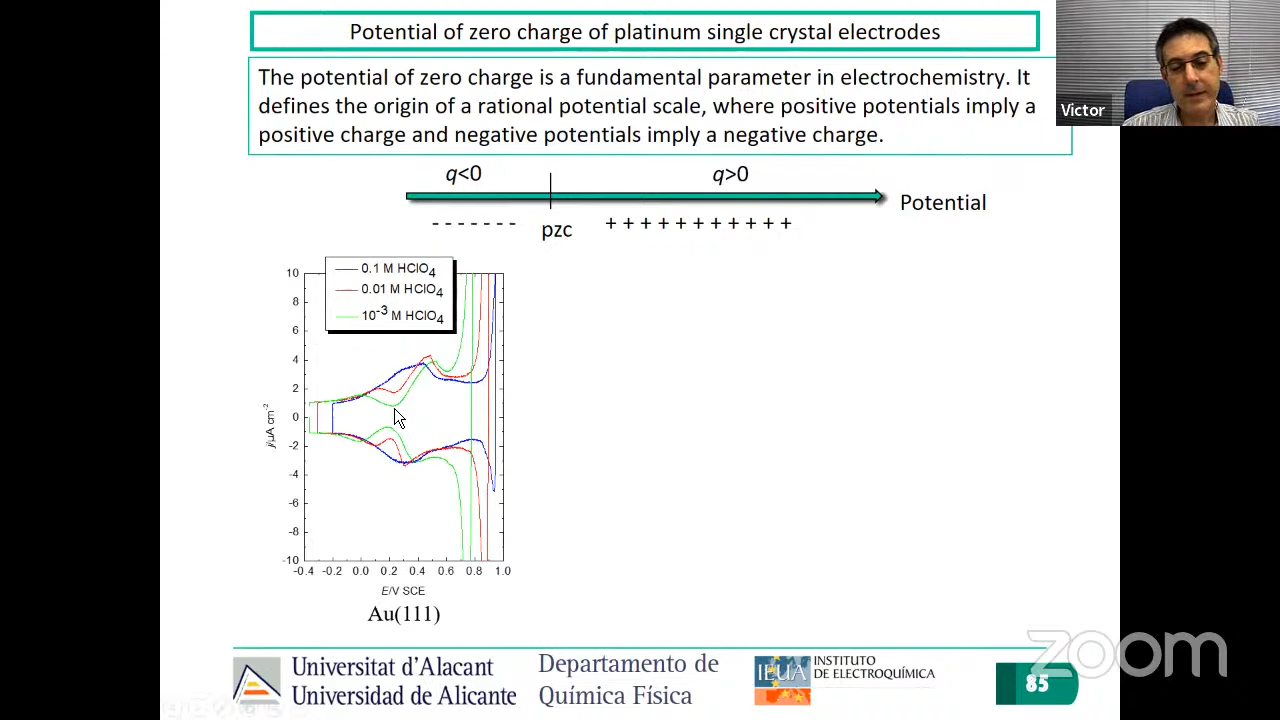 Potential of zero charge of platinum single crystal electrodes
Victor
The potential of zero charge is a fundamental parameter in electrochemistry. It
defines the origin of a rational potential scale, where positive potentials imply a
positive charge and negative potentials imply a negative charge.
q<0
q>0
Potential
- - - - - - -
pzc
+ + + + + + + + + + +
0.1 M HClO4
0.01 M HClO4
10-3 M HClO4
10
8
6
4
2
0
-2
-4
-6
-8
-10
j/µA cm-2
-0.4 -0.2 0.0 0.2 0.4 0.6 0.8 1.0
E/V SCE
Au(111)
Universitat d'Alacant
Universidad de Alicante
Departamento de
Química Física
IEUA
INSTITUTO
DE ELECTROQUÍMICA
85
zoom